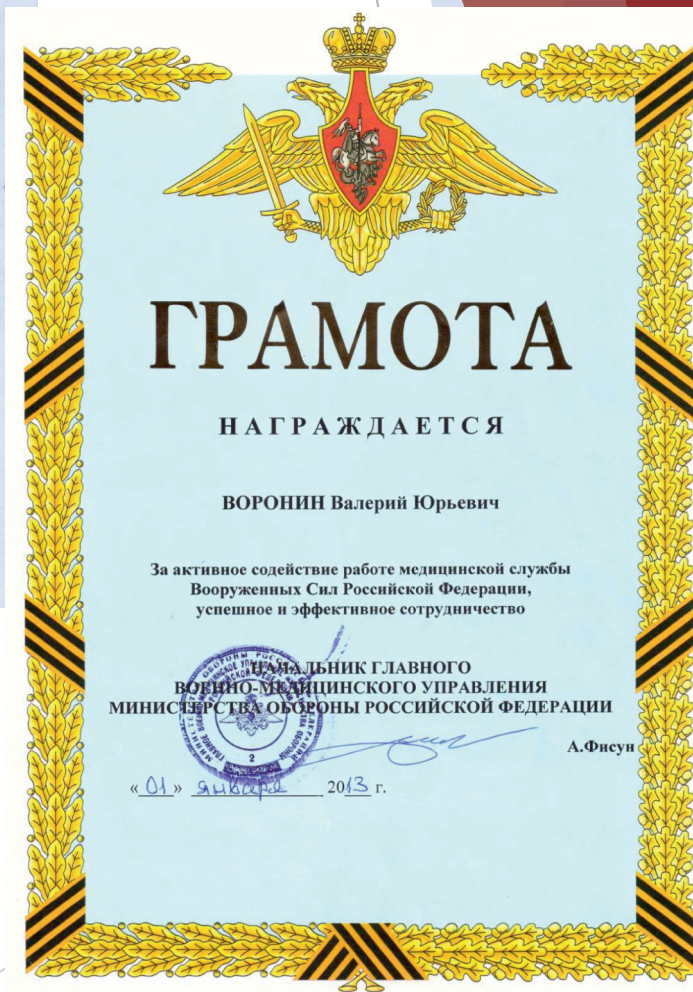 ГРАМОТА
НАГРАЖДАЕТСЯ
ВОРОНИН Валерий Юрьевич
За активное содействие работе медицинской службы
Вооруженных Сил Российской Федерации,
успешное и эффективное сотрудничество
НАЧАЛЬНИК ГЛАВНОГО
ВОЕННО-МЕДИЦИНСКОГО УПРАВЛЕНИЯ
МИНИСТЕРСТВА ОБОРОНЫ РОССИЙСКОЙ ФЕДЕРАЦИИ
А.Фисун
2
«01» января 2013 г.